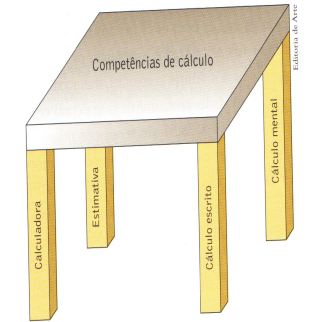 Editoria de Arte
Competências de cálculo
Calculadora
Estimativa
Cálculo escrito
Cálculo mental